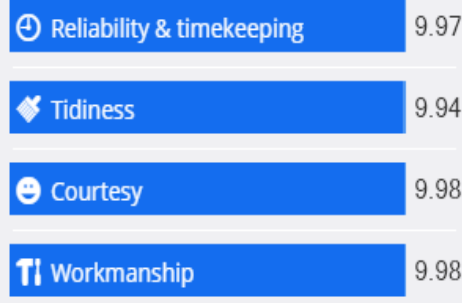 Reliability & timekeeping 9.97
Tidiness 9.94
Courtesy 9.98
Workmanship 9.98